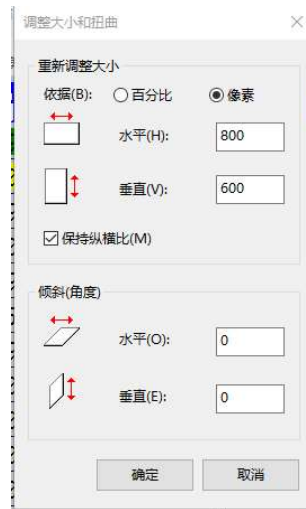 调整大小和扭曲
重新调整大小
依据(B): 百分比 像素
水平(H): 800
垂直(V): 600
保持纵横比(M)
倾斜(角度)
水平(O): 0
垂直(E): 0
确定 取消